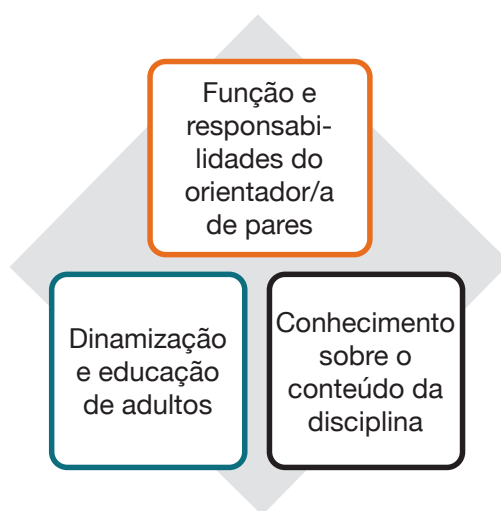 Função e
responsabi-
lidades do
orientador/a
de pares
Dinamização
e educação
de adultos
Conhecimento
sobre o
conteúdo da
disciplina